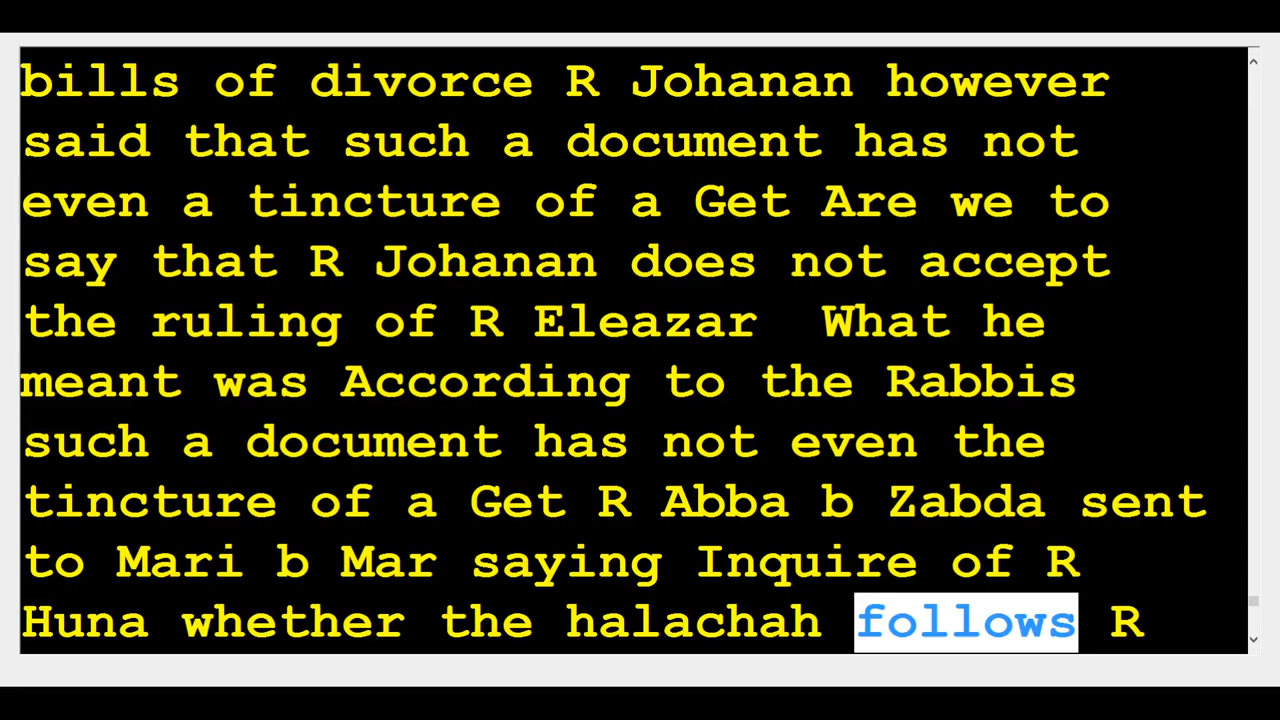 bills of divorce R Johanan however
said that such a document has not
even a tincture of a Get Are we to
say that R Johanan does not accept
the ruling of R Eleazar  What he
meant was According to the Rabbis
such a document has not even the
tincture of a Get R Abba b Zabda sent
to Mari b Mar saying Inquire of R
Huna whether the halachah follows R